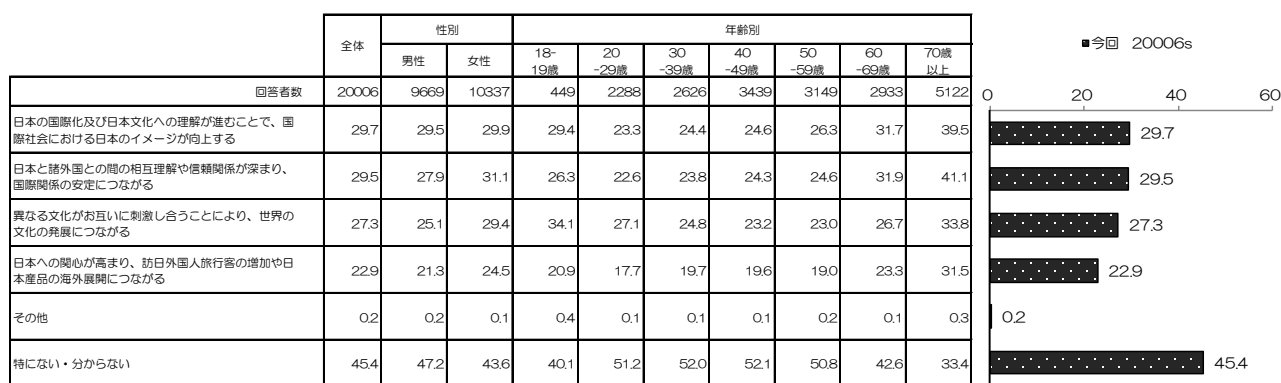 性別 年齢別
全体 男性 女性 18-19歳 20-29歳 30-39歳 40-49歳 50-59歳 60-69歳 70歳以上
■今回 20006s
回答者数 20006 9669 10337 449 2288 2626 3439 3149 2933 5122
0 20 40 60
日本の国際化及び日本文化への理解が進むことで、国
際社会における日本のイメージが向上する
29.7 29.5 29.9 29.4 23.3 24.4 24.6 26.3 31.7 39.5
29.7
日本と諸外国との間の相互理解や信頼関係が深まり、
国際関係の安定につながる
29.5 27.9 31.1 26.3 22.6 23.8 24.3 24.6 31.9 41.1
29.5
異なる文化がお互いに刺激し合うことにより、世界の
文化の発展につながる
27.3 25.1 29.4 34.1 27.1 24.8 23.2 23.0 26.7 33.8
27.3
日本への関心が高まり、訪日外国人旅行客の増加や日
本産品の海外展開につながる
22.9 21.3 24.5 20.9 17.7 19.7 19.6 19.0 23.3 31.5
22.9
その他 0.2 0.2 0.1 0.4 0.1 0.1 0.1 0.2 0.1 0.3
0.2
特にない・分からない 45.4 47.2 43.6 40.1 51.2 52.0 52.1 50.8 42.6 33.4
45.4